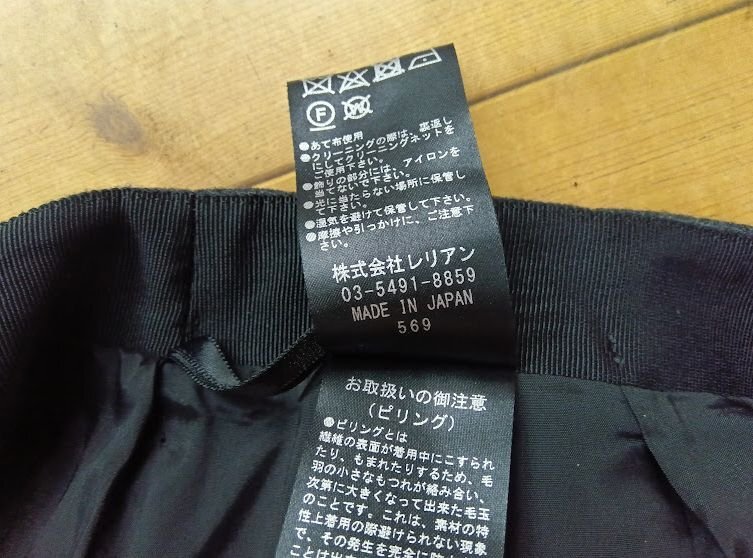 F W
●あて布使用
●クリーニングの際は、裏返し
にしてクリーニングネットを
ご使用下さい。
●飾りの部分には、アイロンを
当てないで下さい。
●光に当たらない場所に保管し
て下さい。
●湿気を避けて保管して下さい。
●摩擦や引っかけに、ご注意下
さい。
株式会社レリアン
03-5491-8859
MADE IN JAPAN
569
お取扱いの御注意
(ピリング)
●ピリングとは
繊維の表面が着用中にこすられ
たり、もまれたりするため、毛
羽の小さなもつれが絡み合い、
次第に大きくなって出来た毛玉
のことです。これは、素材の特
性上着用の際避けられない現象
で、その発生を完全に防
ことは出